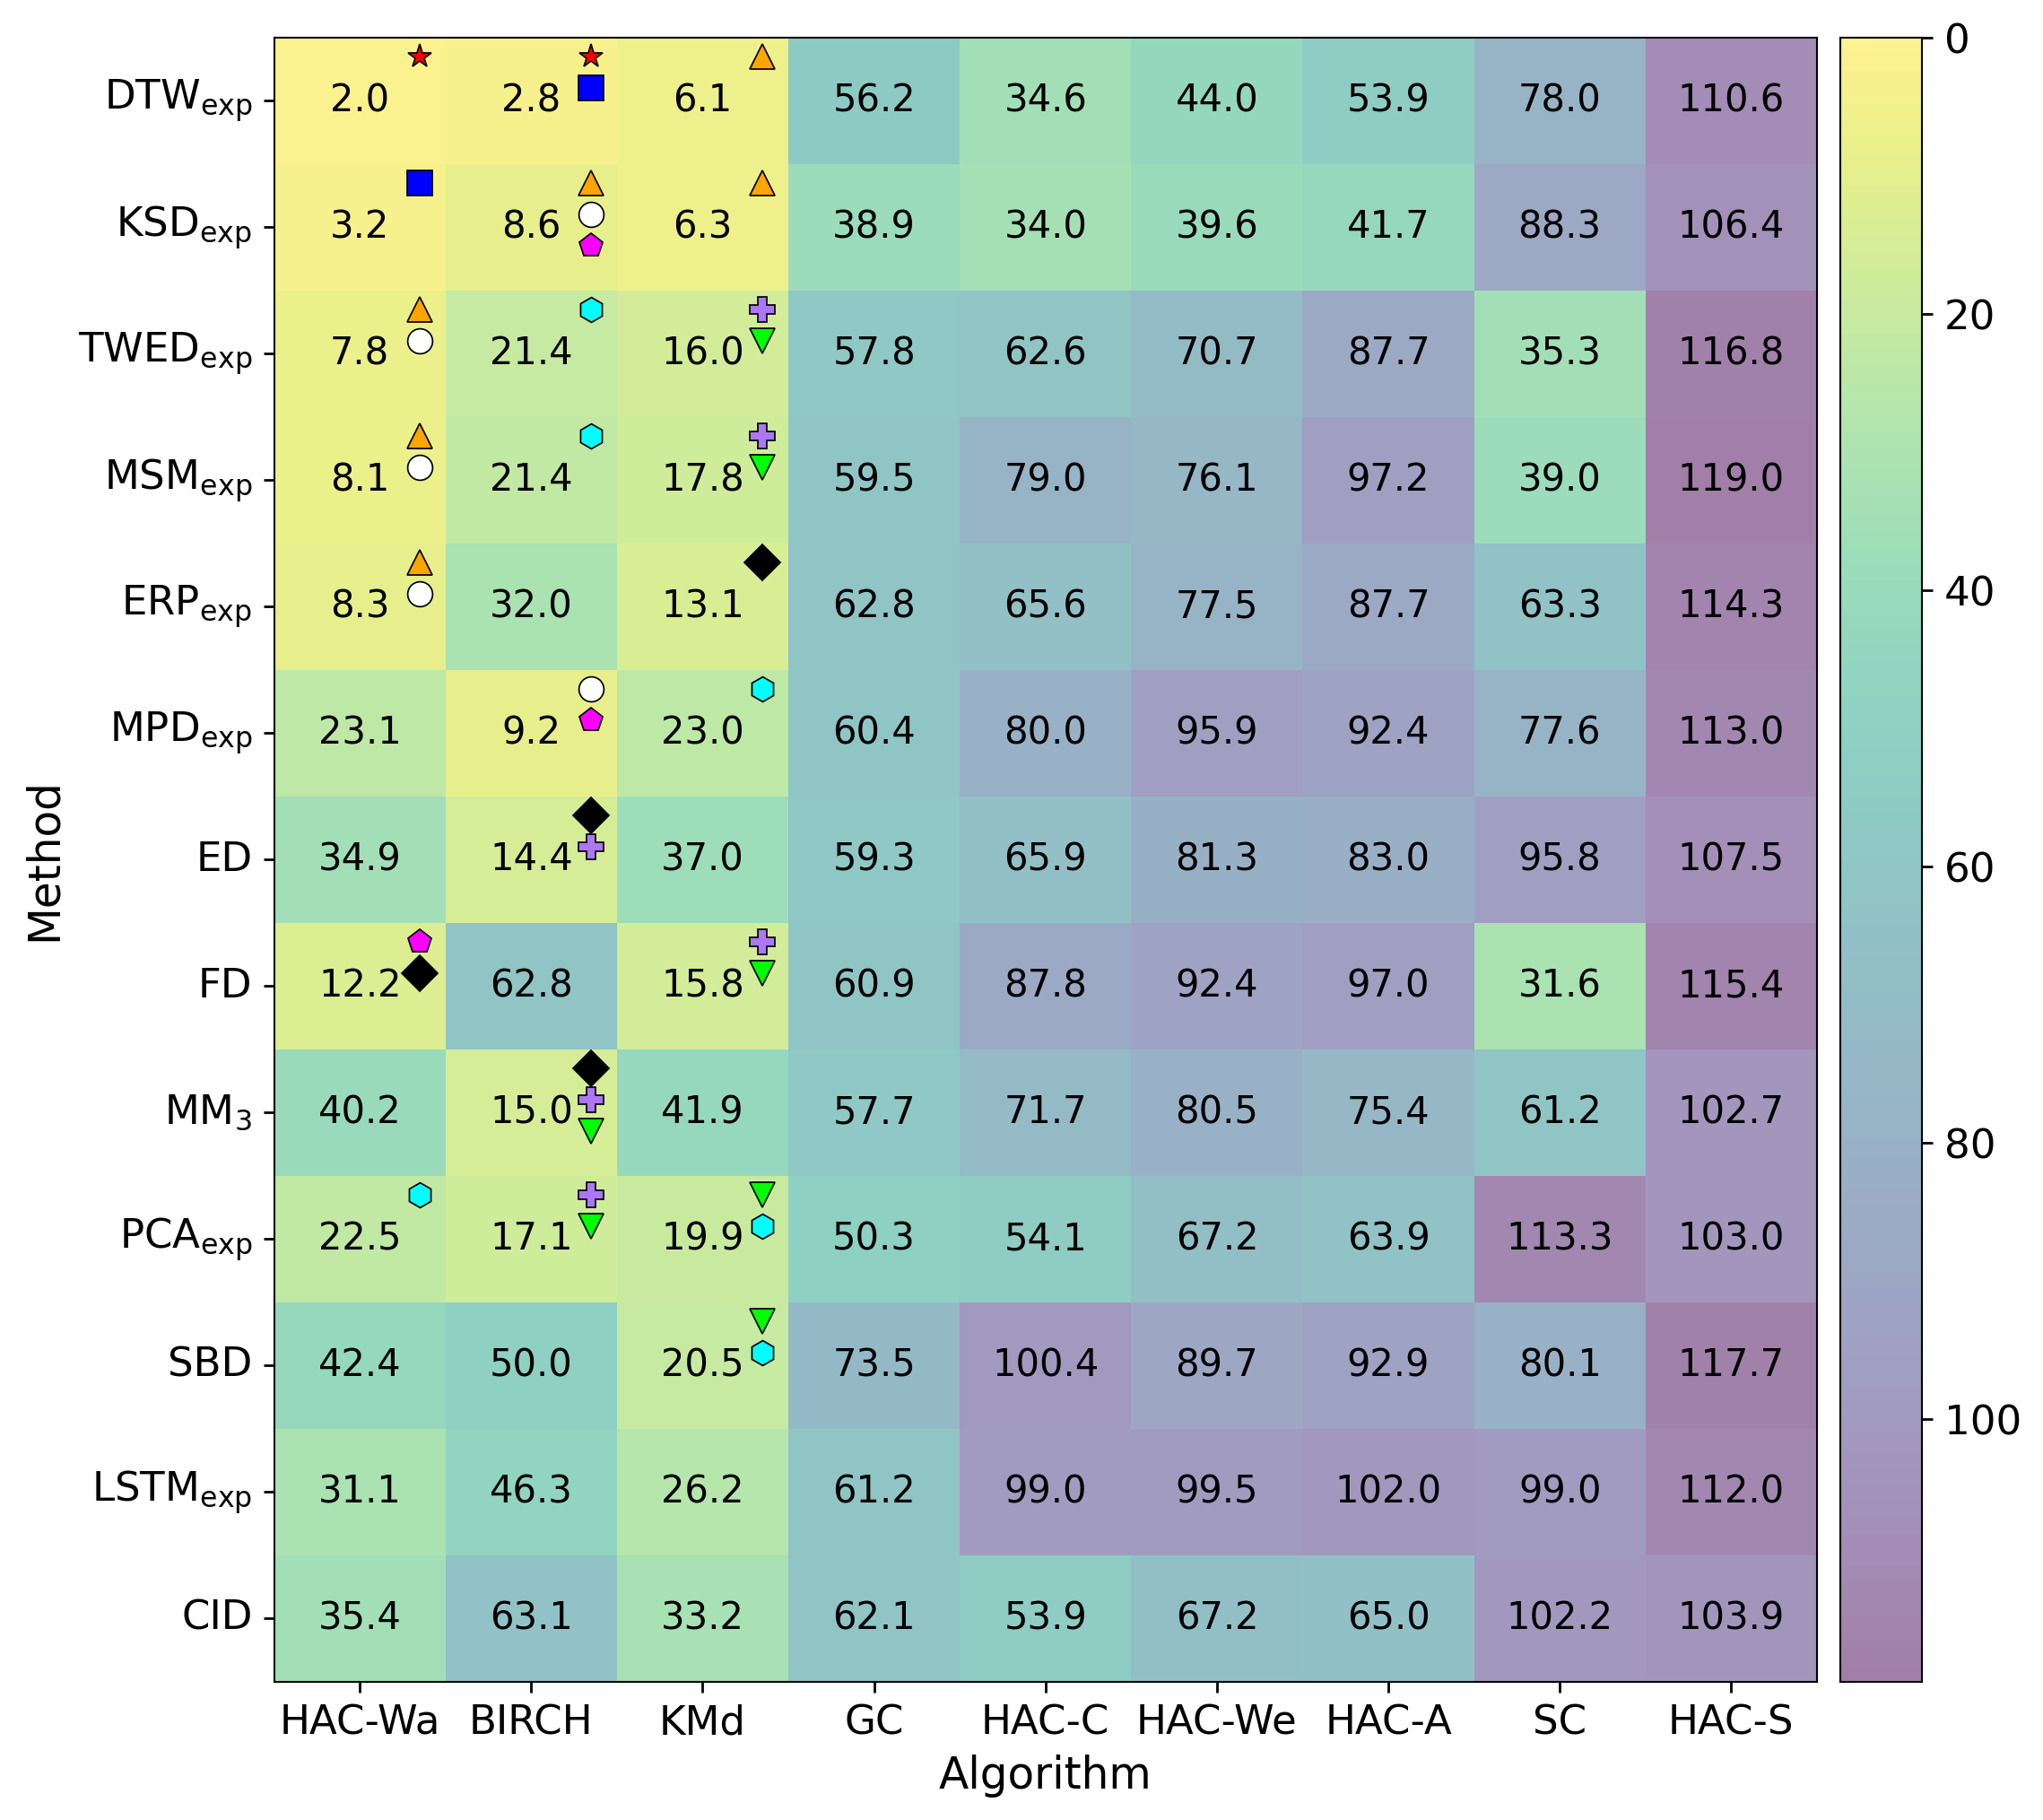 DTWexp 2.0 2.8 6.1 56.2 34.6 44.0 53.9 78.0 110.6
KSDexp 3.2 8.6 6.3 38.9 34.0 39.6 41.7 88.3 106.4
TWEDexp 7.8 21.4 16.0 57.8 62.6 70.7 87.7 35.3 116.8
MSMexp 8.1 21.4 17.8 59.5 79.0 76.1 97.2 39.0 119.0
ERPexp 8.3 32.0 13.1 62.8 65.6 77.5 87.7 63.3 114.3
MPDexp 23.1 9.2 23.0 60.4 80.0 95.9 92.4 77.6 113.0
ED 34.9 14.4 37.0 59.3 65.9 81.3 83.0 95.8 107.5
FD 12.2 62.8 15.8 60.9 87.8 92.4 97.0 31.6 115.4
MM3 40.2 15.0 41.9 57.7 71.7 80.5 75.4 61.2 102.7
PCAexp 22.5 17.1 19.9 50.3 54.1 67.2 63.9 113.3 103.0
SBD 42.4 50.0 20.5 73.5 100.4 89.7 92.9 80.1 117.7
LSTMexp 31.1 46.3 26.2 61.2 99.0 99.5 102.0 99.0 112.0
CID 35.4 63.1 33.2 62.1 53.9 67.2 65.0 102.2 103.9
HAC-Wa BIRCH KMd GC HAC-C HAC-We HAC-A SC HAC-S
Algorithm
Method
0
20
40
60
80
100